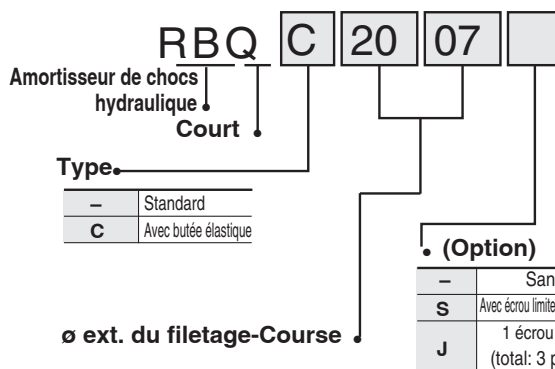 RBQ C 20 07
Amortisseur de chocs
hydraulique
Court
Type
– Standard
C Avec butée élastique
(Option)
–
S Avec écrou
J 1 écrou
(total: 3
ø ext. du filetage-Course